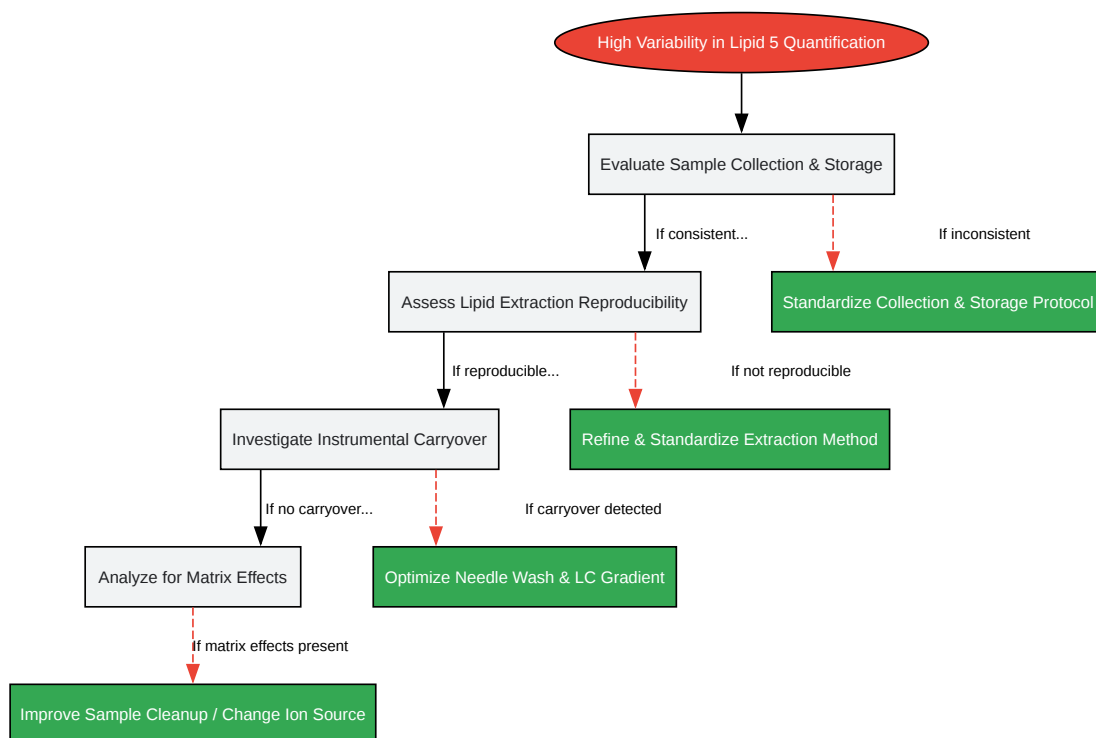 High Variability in Lipid 5 Quantification
Evaluate Sample Collection & Storage
If consistent...
If inconsistent
Assess Lipid Extraction Reproducibility
Standardize Collection & Storage Protocol
If reproducible...
If not reproducible
Investigate Instrumental Carryover
Refine & Standardize Extraction Method
If no carryover...
If carryover detected
Analyze for Matrix Effects
Optimize Needle Wash & LC Gradient
If matrix effects present
Improve Sample Cleanup / Change Ion Source